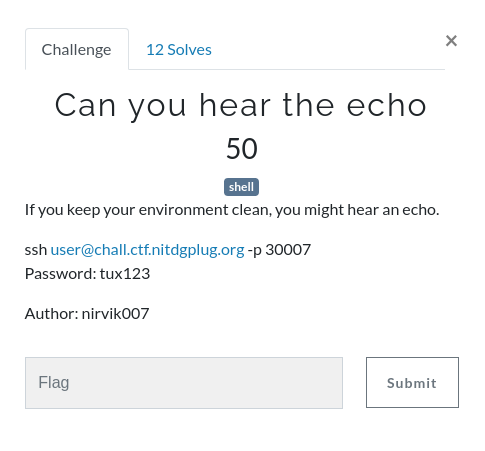 Challenge
12 Solves
×
Can you hear the echo
50
shell
If you keep your environment clean, you might hear an echo.
ssh user@chall.ctf.nitdgplug.org -p 30007
Password: tux123
Author: nirvik007
Flag
Submit